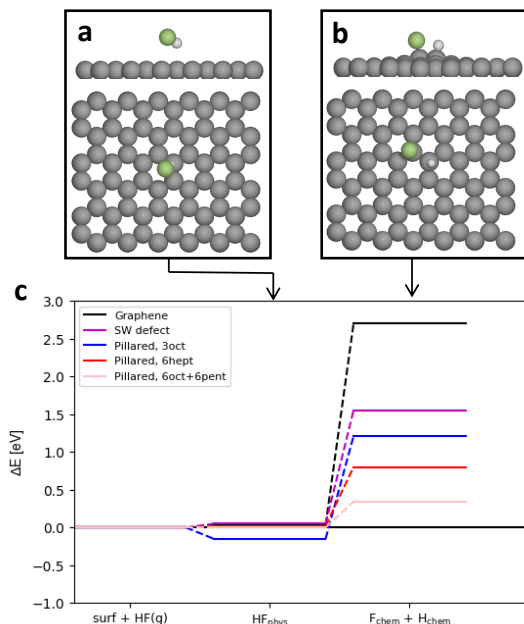 a
b
c
3.0
2.5
2.0
1.5
1.0
0.5
0.0
−0.5
−1.0
ΔE [eV]
Graphene
SW defect
Pillared, 3oct
Pillared, 6hept
Pillared, 6oct+6pent
surf + HF(g)
HFphys
Fchem + Hchem